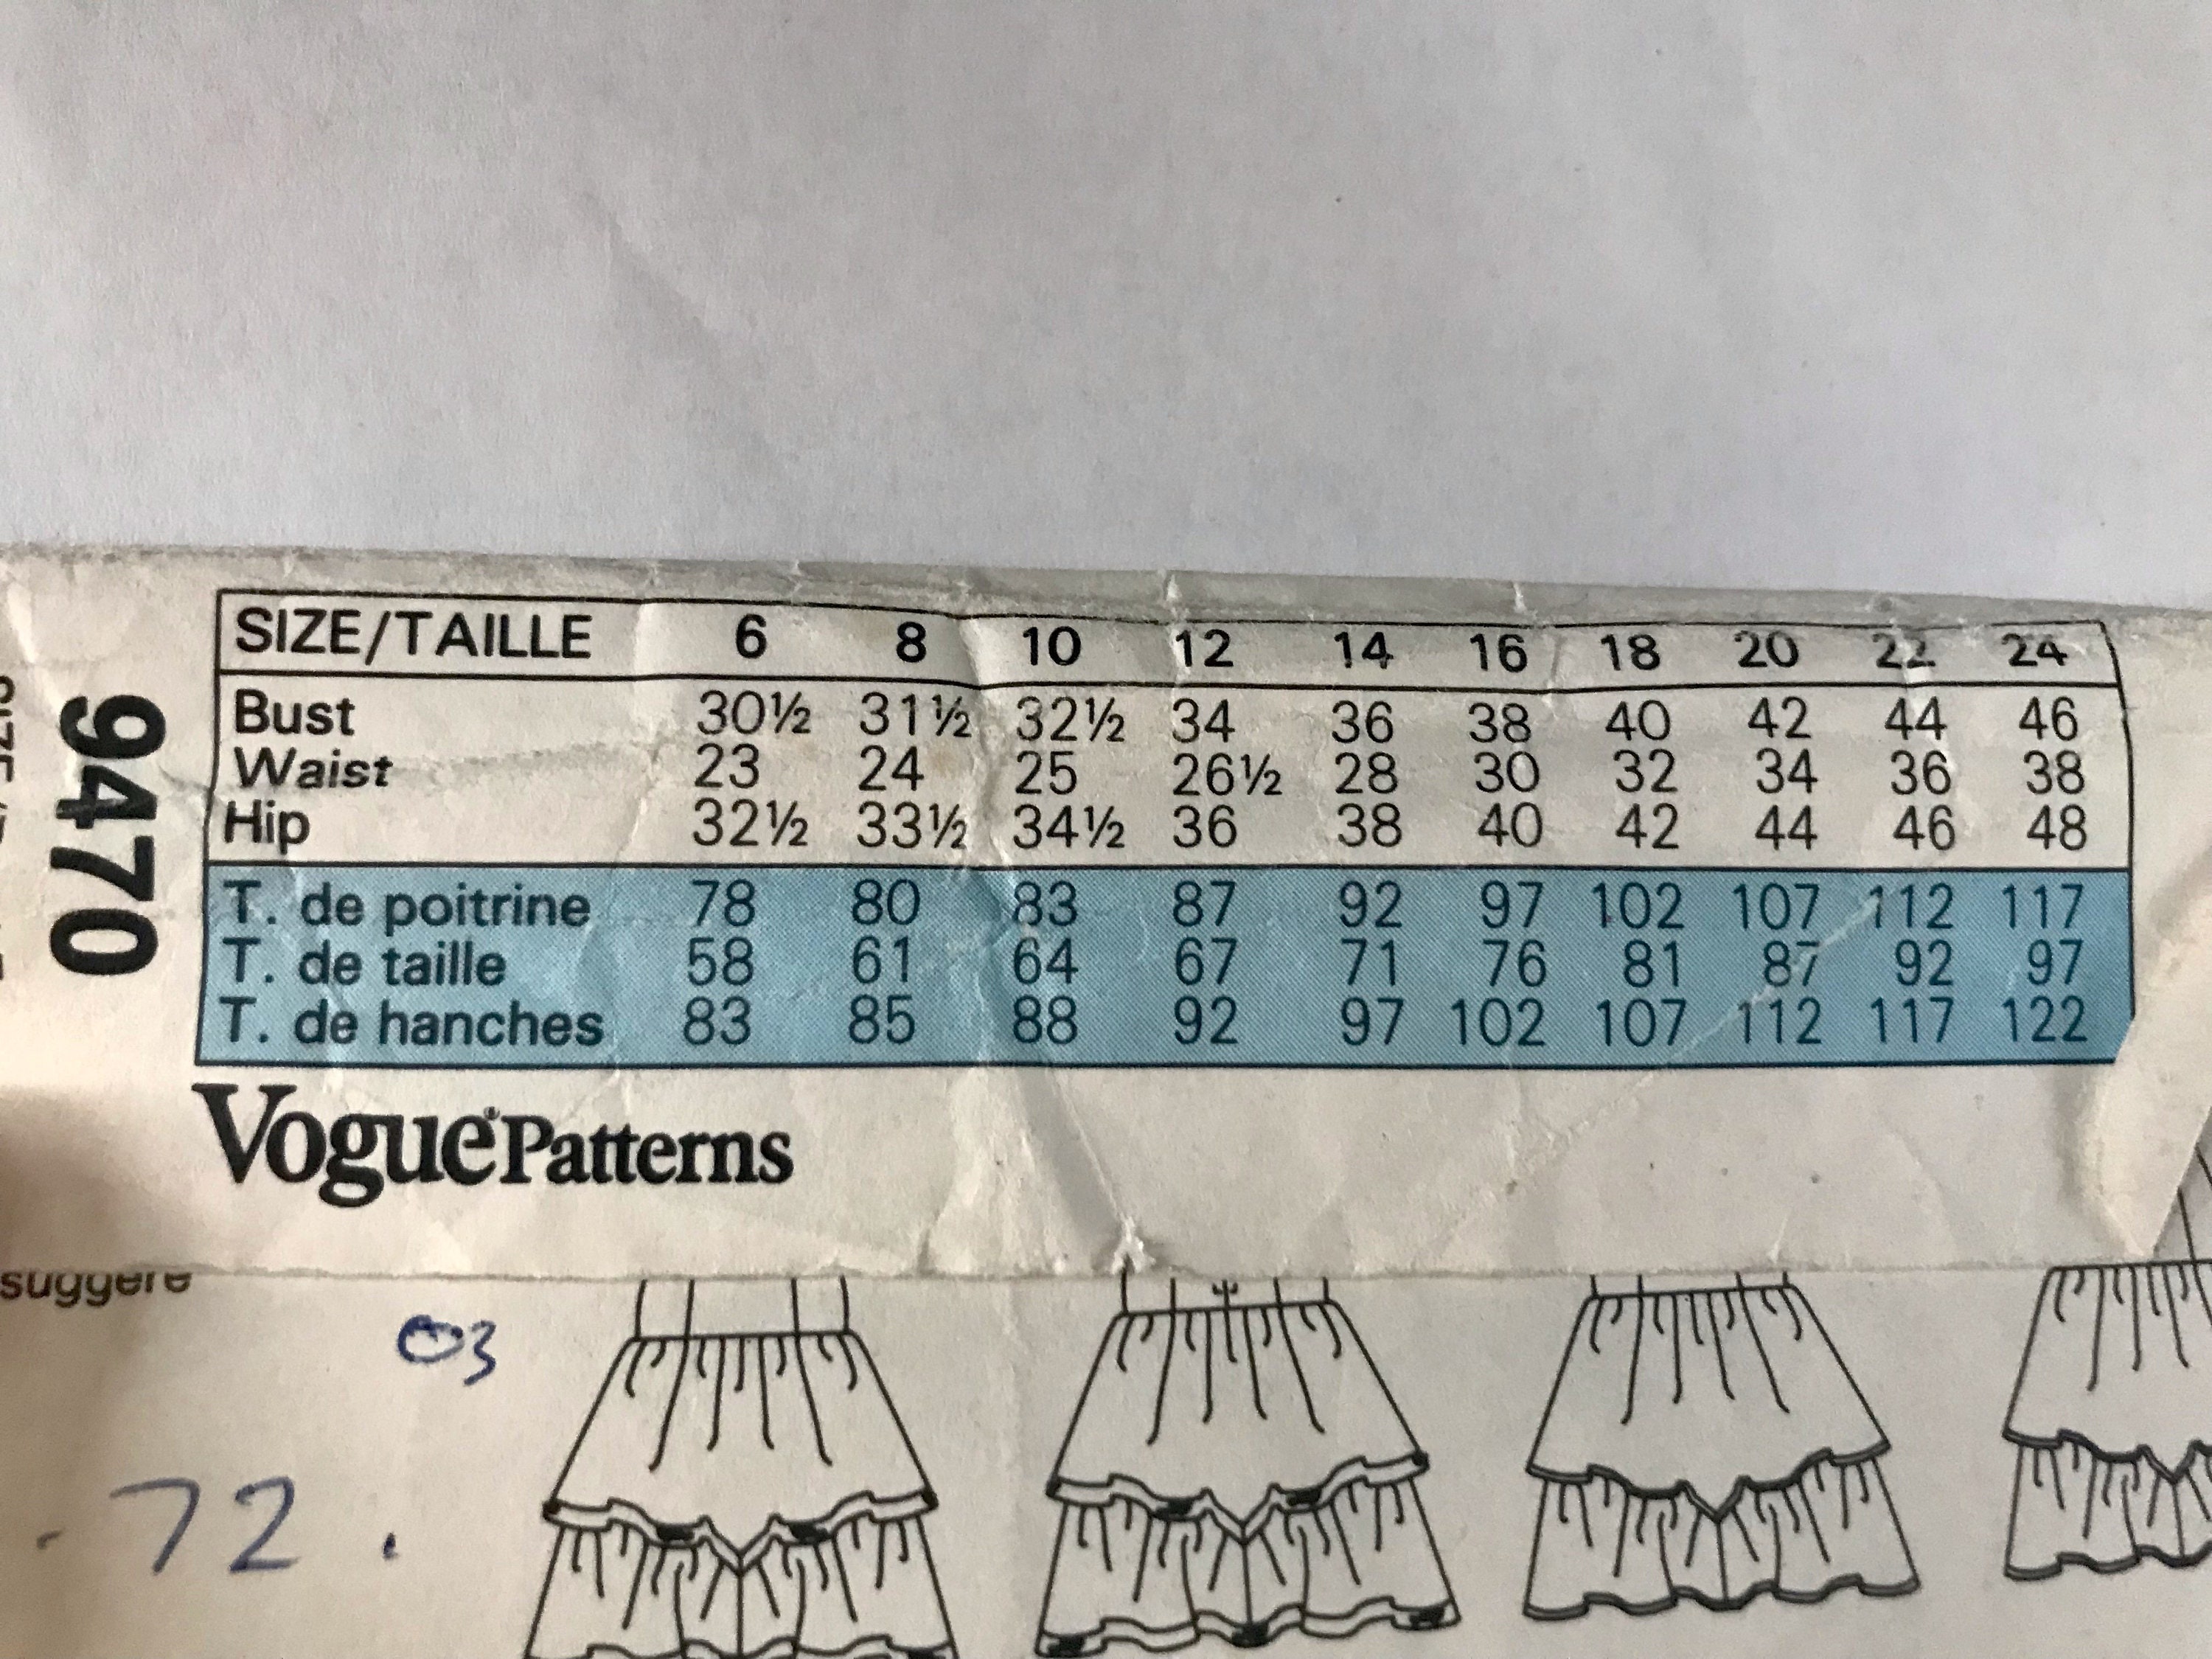 SIZE/TAILLE 6 8 10 12 14 16 18 20 22 24
Bust 30½ 31½ 32½ 34 36 38 40 42 44 46
Waist 23 24 25 26½ 28 30 32 34 36 38
Hip 32½ 33½ 34½ 36 38 40 42 44 46 48
T. de poitrine 78 80 83 87 92 97 102 107 112 117
T. de taille 58 61 64 67 71 76 81 87 92 97
T. de hanches 83 85 88 92 97 102 107 112 117 122
9470
Vogue Patterns
suggere
03
- 72 .